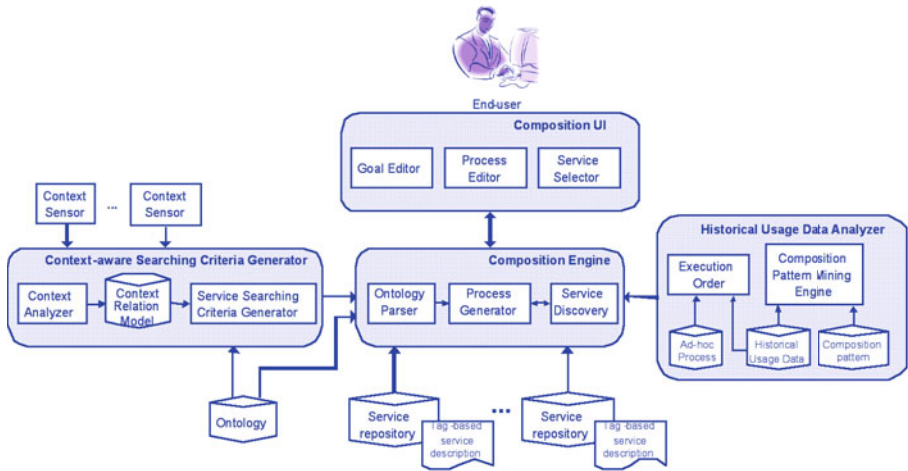 End-user
Composition UI
Goal Editor
Process
Editor
Service
Selector
Context
Sensor
...
Context
Sensor
Context-aware Searching Criteria Generator
Context
Analyzer
Context
Relation
Model
Service Searching
Criteria Generator
Composition Engine
Ontology
Parser
Process
Generator
Service
Discovery
Historical Usage Data Analyzer
Execution
Order
Composition
Pattern Mining
Engine
Ad-hoc
Process
Historical
Usage Data
Composition
pattern
Ontology
Service
repository
Tag-based
service
description
...
Service
repository
Tag-based
service
description